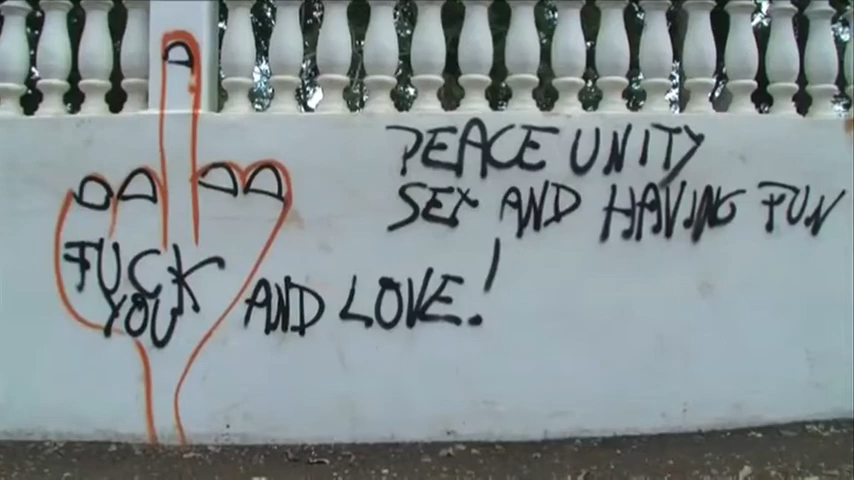 PEACE UNITY
SEX AND HAVING FUN
AND LOVE!
FUCK
YOU